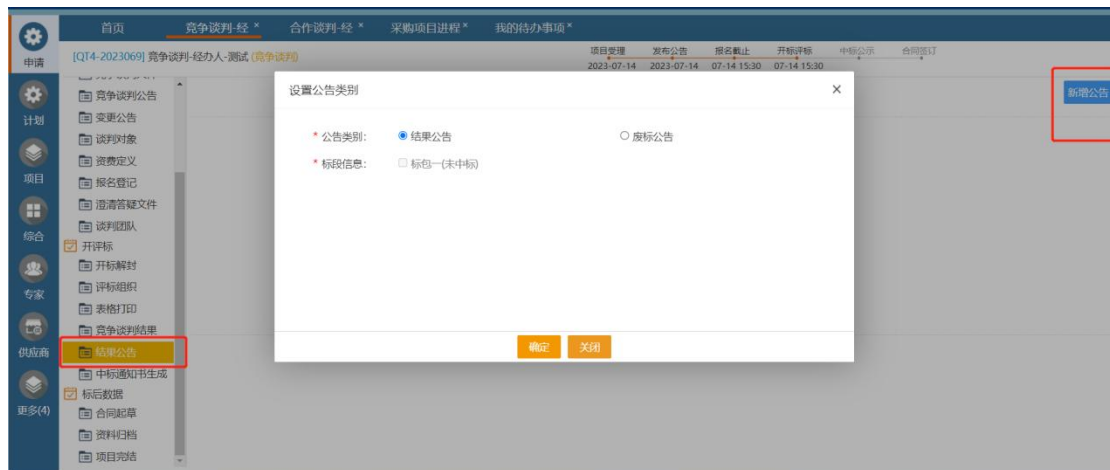 首页 竞争谈判-经 × 合作谈判-经 × 采购项目进程 × 我的待办事项 ×
申请
[QT4-2023069] 竞争谈判-经办人-测试 (竞争谈判)
项目受理 发布公告 报名截止 开标评标 中标公示 合同签订
2023-07-14 2023-07-14 07-14 15:30 07-14 15:30
新增公告
计划
项目
综合
专家
供应商
更多(4)
竞争谈判公告
变更公告
谈判对象
资费定义
报名登记
澄清答疑文件
谈判团队
开评标
开标解封
评标组织
表格打印
竞争谈判结果
结果公告
中标通知书生成
标后数据
合同起草
资料归档
项目完结
设置公告类别 ×
* 公告类别: 结果公告 废标公告
* 标段信息: 标包一(未中标)
确定 关闭